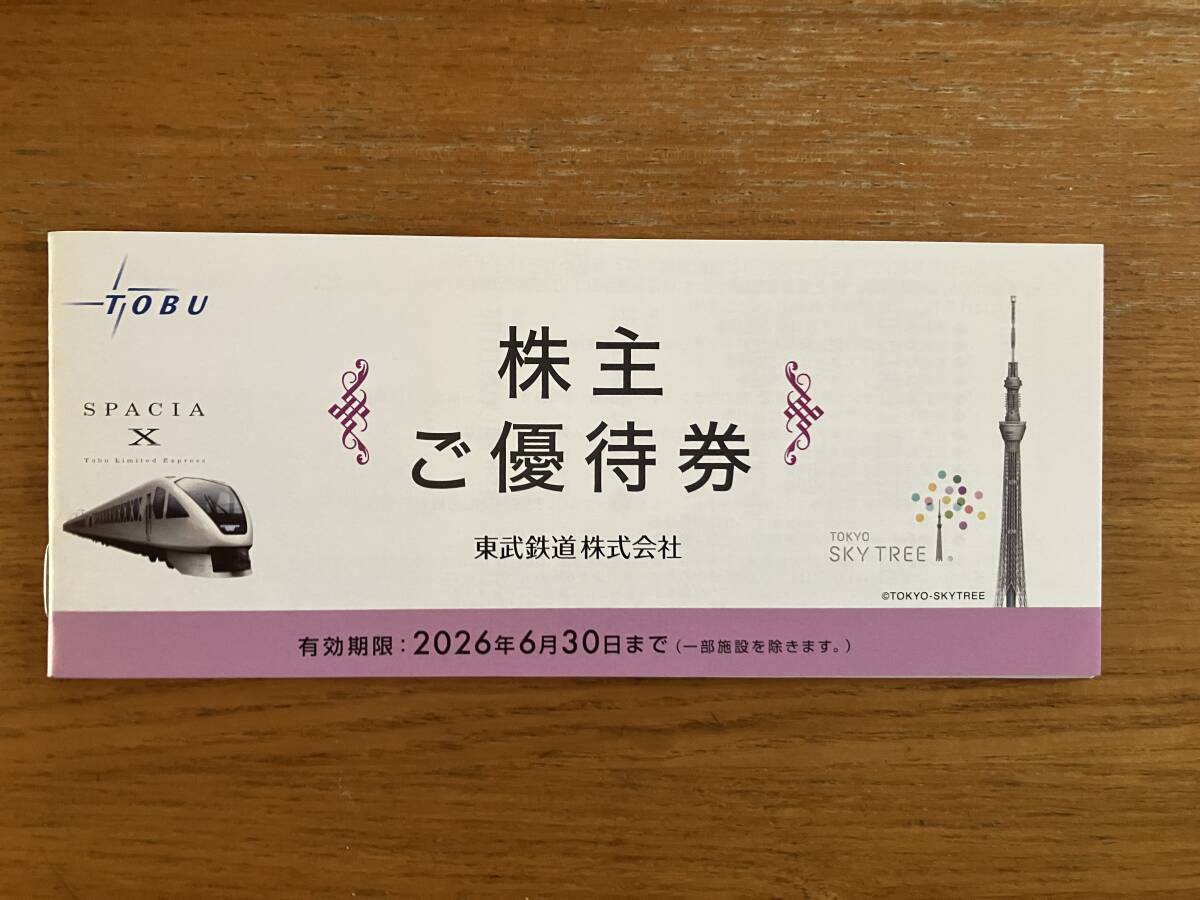 TOBU
SPACIA
X
Tobu Limited Express
株主
ご優待券
東武鉄道株式会社
TOKYO
SKYTREE®
©TOKYO-SKYTREE
有効期限：2026年6月30日まで（一部施設を除きます。）